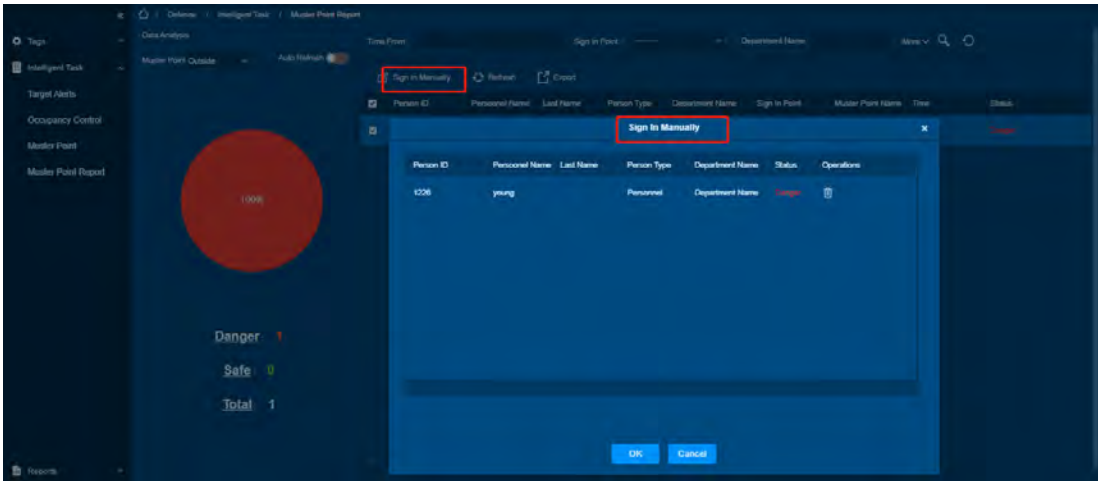 Defense / Intelligent Task / Muster Point Report
Tags
Intelligent Task
Target Alerts
Occupancy Control
Muster Point
Muster Point Report
Reports
Data Analysis
Muster Point Outside
Auto Refresh
Time From
Sign In Point
Department Name
More
Sign In Manually
Refresh
Export
Person ID Personnel Name Last Name Person Type Department Name Sign In Point Muster Point Name Time Status
Sign In Manually
Person ID Personnel Name Last Name Person Type Department Name Status Operations
1226 young Personnel Department Name Danger
Danger 1
Safe 0
Total 1
OK Cancel